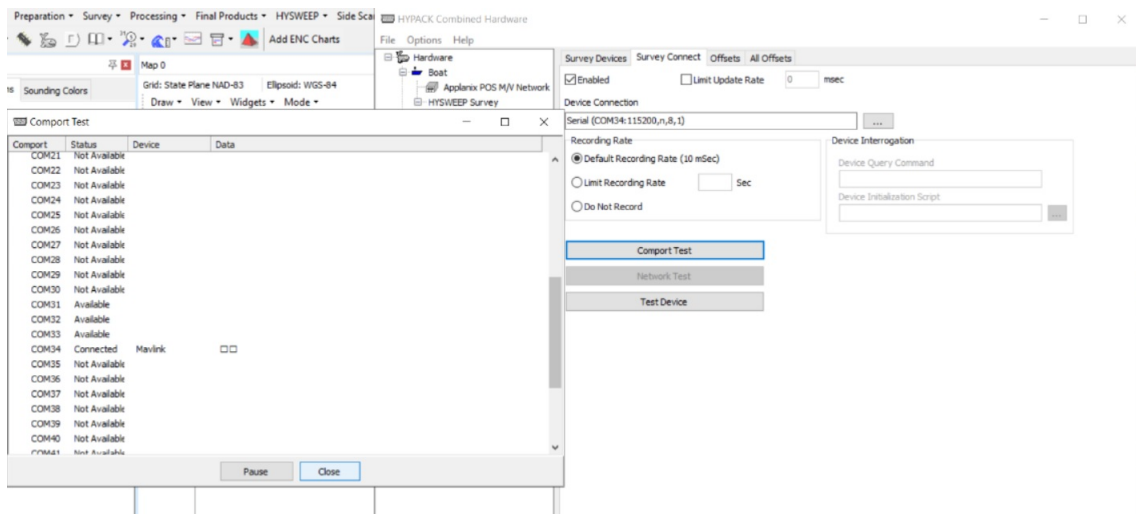 Preparation Survey Processing Final Products HYSWEEP Side Sca
Add ENC Charts
Map 0
Grid: State Plane NAD-83 Ellipsoid: WGS-84
Sounding Colors
Draw View Widgets Mode
HYPACK Combined Hardware
File Options Help
Hardware
Boat
Applanix POS M/V Network
HYSWEEP Survey
Survey Devices Survey Connect Offsets All Offsets
Enabled Limit Update Rate 0 msec
Device Connection
Serial (COM34:115200,n,8,1) ...
Recording Rate
Default Recording Rate (10 mSec)
Limit Recording Rate Sec
Do Not Record
Device Interrogation
Device Query Command
Device Initialization Script
...
Comport Test
Network Test
Test Device
Comport Test
Comport Status Device Data
COM21 Not Available
COM22 Not Available
COM23 Not Available
COM24 Not Available
COM25 Not Available
COM26 Not Available
COM27 Not Available
COM28 Not Available
COM29 Not Available
COM30 Not Available
COM31 Available
COM32 Available
COM33 Available
COM34 Connected Mavlink □□
COM35 Not Available
COM36 Not Available
COM37 Not Available
COM38 Not Available
COM39 Not Available
COM40 Not Available
COM41 Not Available
Pause Close